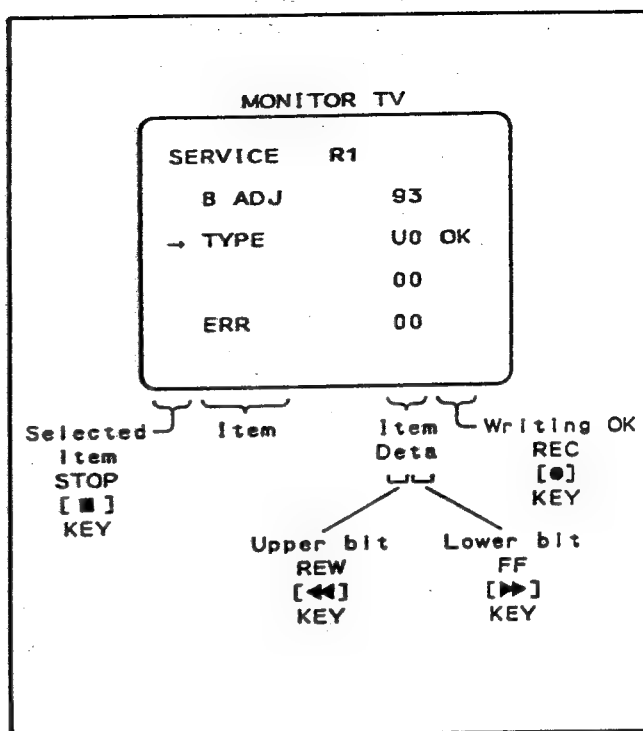 MONITOR TV
SERVICE R1
B ADJ 93
→ TYPE U0 OK
00
ERR 00
Selected Item Item Writing OK
Item Deta REC
STOP [●]
[■] KEY
KEY
Upper bit Lower bit
REW FF
[◀◀] [▶▶]
KEY KEY